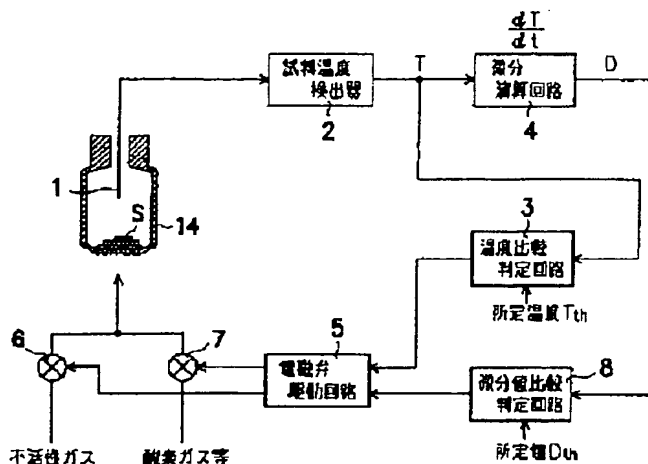 dT
dt
試料温度
検出器
2
T
微分
演算回路
4
D
1
S
14
3
温度比較
判定回路
所定温度Tth
6
7
5
電磁弁
駆動回路
微分値比較
判定回路
8
所定値Dth
不活性ガス
酸素ガス等